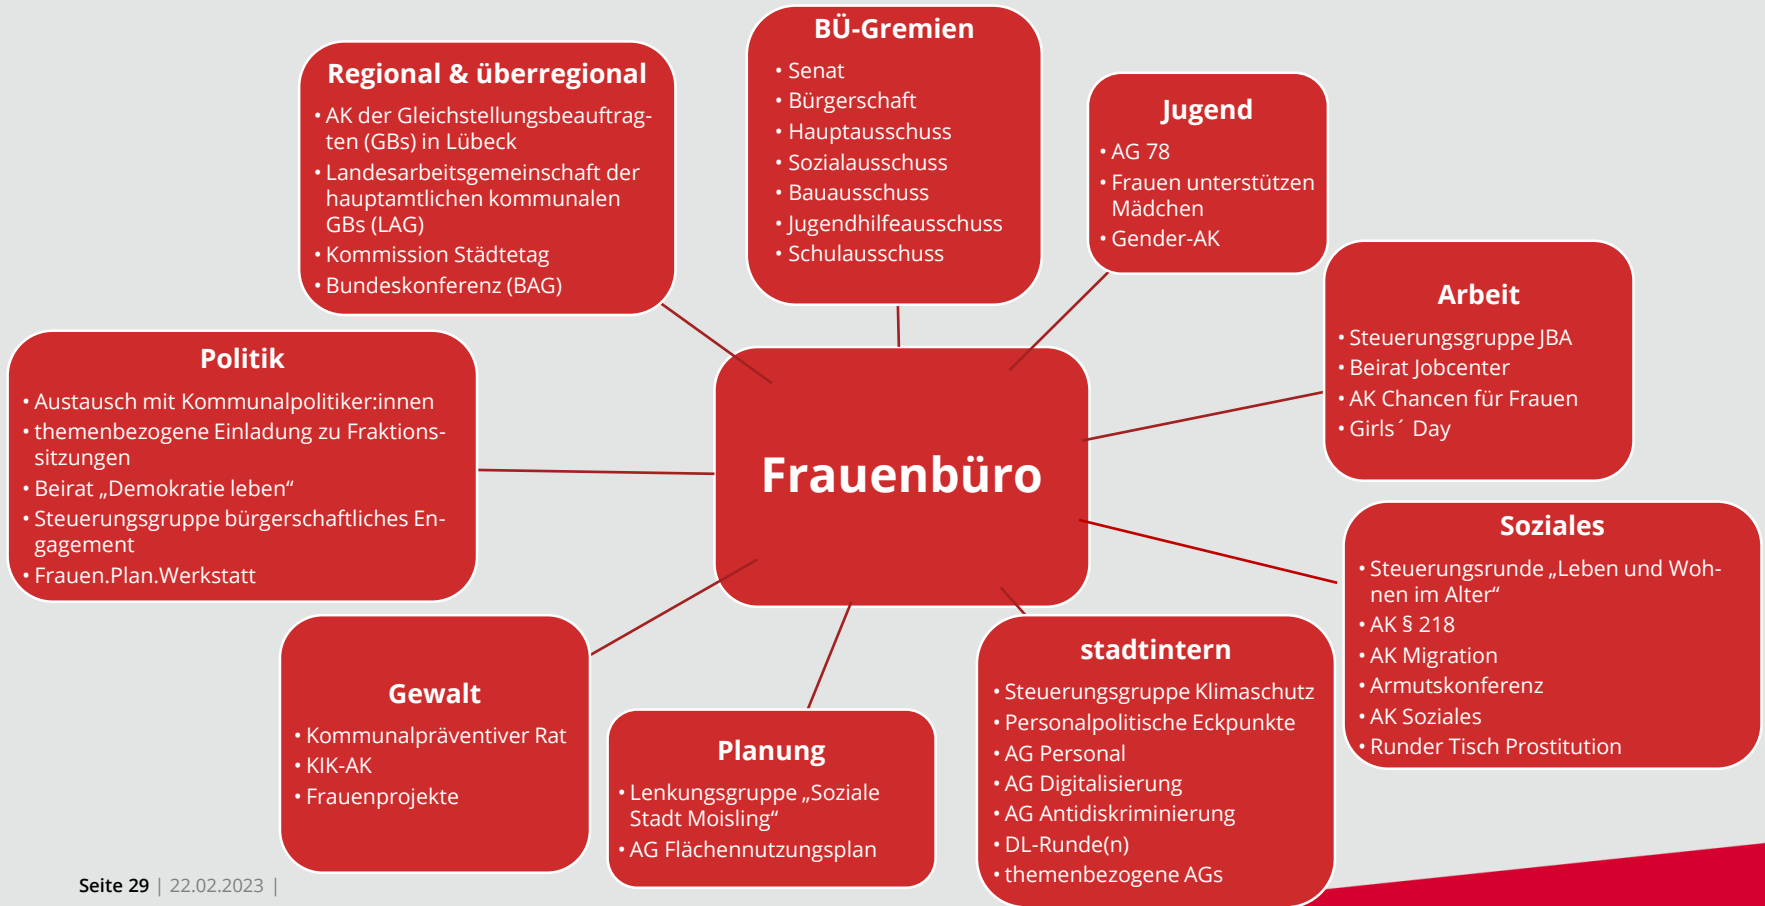 Regional & überregional
• AK der Gleichstellungsbeauftrag-
ten (GBs) in Lübeck
• Landesarbeitsgemeinschaft der
hauptamtlichen kommunalen
GBs (LAG)
• Kommission Städtetag
• Bundeskonferenz (BAG)
BÜ-Gremien
• Senat
• Bürgerschaft
• Hauptausschuss
• Sozialausschuss
• Bauausschuss
• Jugendhilfeausschuss
• Schulausschuss
Jugend
• AG 78
• Frauen unterstützen
Mädchen
• Gender-AK
Arbeit
• Steuerungsgruppe JBA
• Beirat Jobcenter
• AK Chancen für Frauen
• Girls´ Day
Politik
• Austausch mit Kommunalpolitiker:innen
• themenbezogene Einladung zu Fraktions-
sitzungen
• Beirat „Demokratie leben“
• Steuerungsgruppe bürgerschaftliches En-
gagement
• Frauen.Plan.Werkstatt
Frauenbüro
Soziales
• Steuerungsrunde „Leben und Woh-
nen im Alter“
• AK § 218
• AK Migration
• Armutskonferenz
• AK Soziales
• Runder Tisch Prostitution
Gewalt
• Kommunalpräventiver Rat
• KIK-AK
• Frauenprojekte
Planung
• Lenkungsgruppe „Soziale
Stadt Moisling“
• AG Flächennutzungsplan
stadtintern
• Steuerungsgruppe Klimaschutz
• Personalpolitische Eckpunkte
• AG Personal
• AG Digitalisierung
• AG Antidiskriminierung
• DL-Runde(n)
• themenbezogene AGs
Seite 29 | 22.02.2023 |